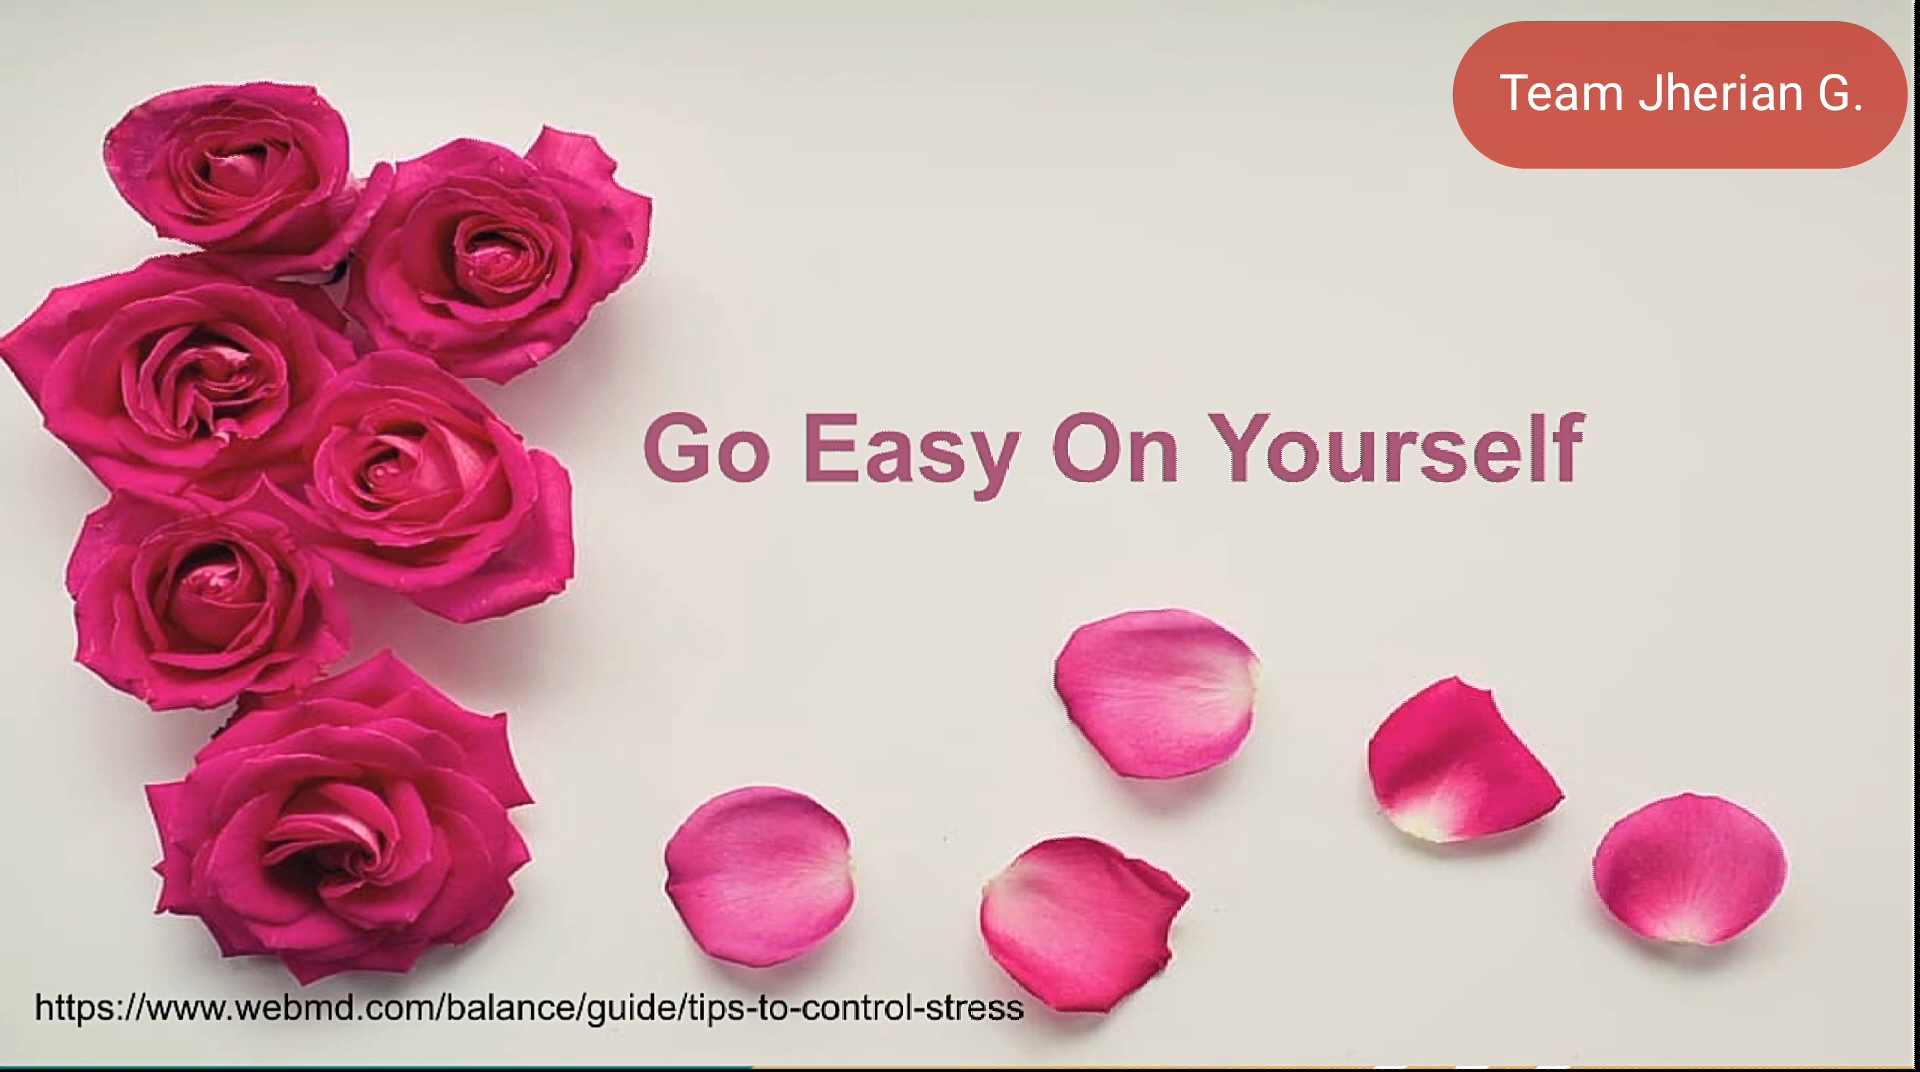 Team Jherian G.
Go Easy On Yourself
https://www.webmd.com/balance/guide/tips-to-control-stress